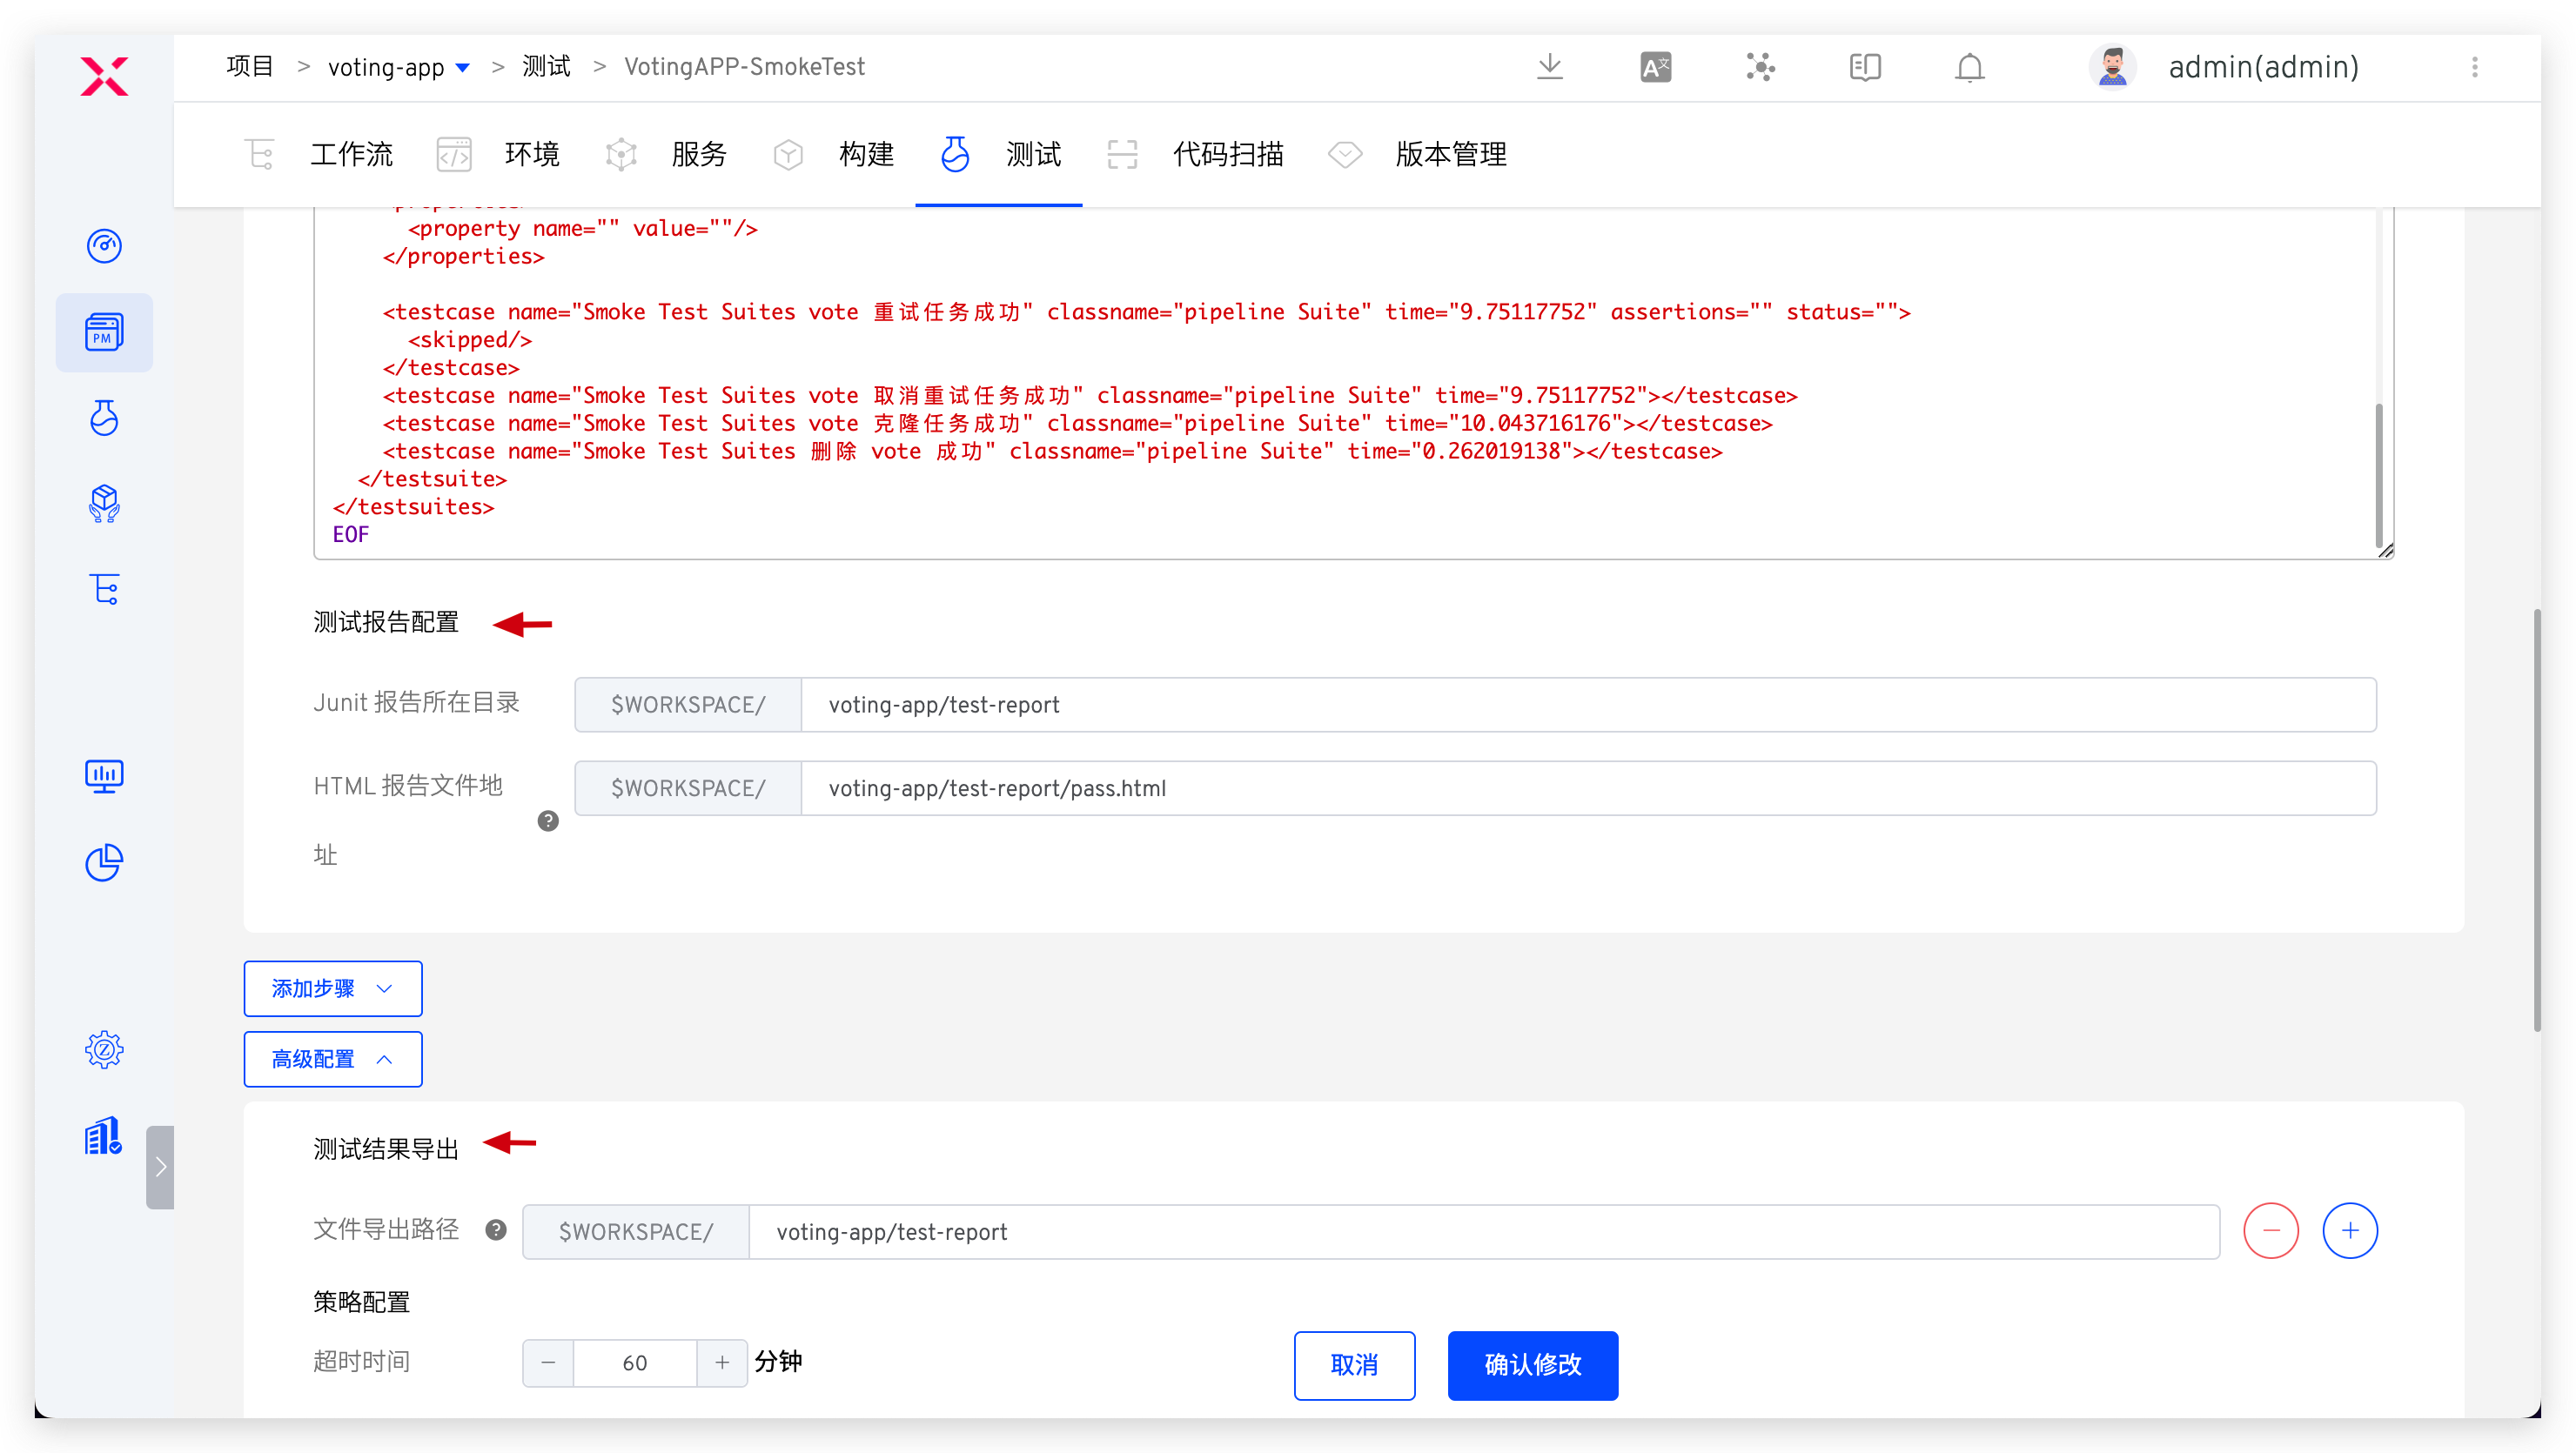 项目 > voting-app > 测试 > VotingAPP-SmokeTest
admin(admin)
工作流 环境 服务 构建 测试 代码扫描 版本管理
PM
<property name="" value=""/>
</properties>
<testcase name="Smoke Test Suites vote 重试任务成功" classname="pipeline Suite" time="9.75117752" assertions="" status="">
<skipped/>
</testcase>
<testcase name="Smoke Test Suites vote 取消重试任务成功" classname="pipeline Suite" time="9.75117752"></testcase>
<testcase name="Smoke Test Suites vote 克隆任务成功" classname="pipeline Suite" time="10.043716176"></testcase>
<testcase name="Smoke Test Suites 删除 vote 成功" classname="pipeline Suite" time="0.262019138"></testcase>
</testsuite>
</testsuites>
EOF
测试报告配置
Junit 报告所在目录 $WORKSPACE/ voting-app/test-report
HTML 报告文件地 $WORKSPACE/ voting-app/test-report/pass.html
址
添加步骤
高级配置
测试结果导出
文件导出路径 $WORKSPACE/ voting-app/test-report
策略配置
超时时间 − 60 + 分钟
取消 确认修改